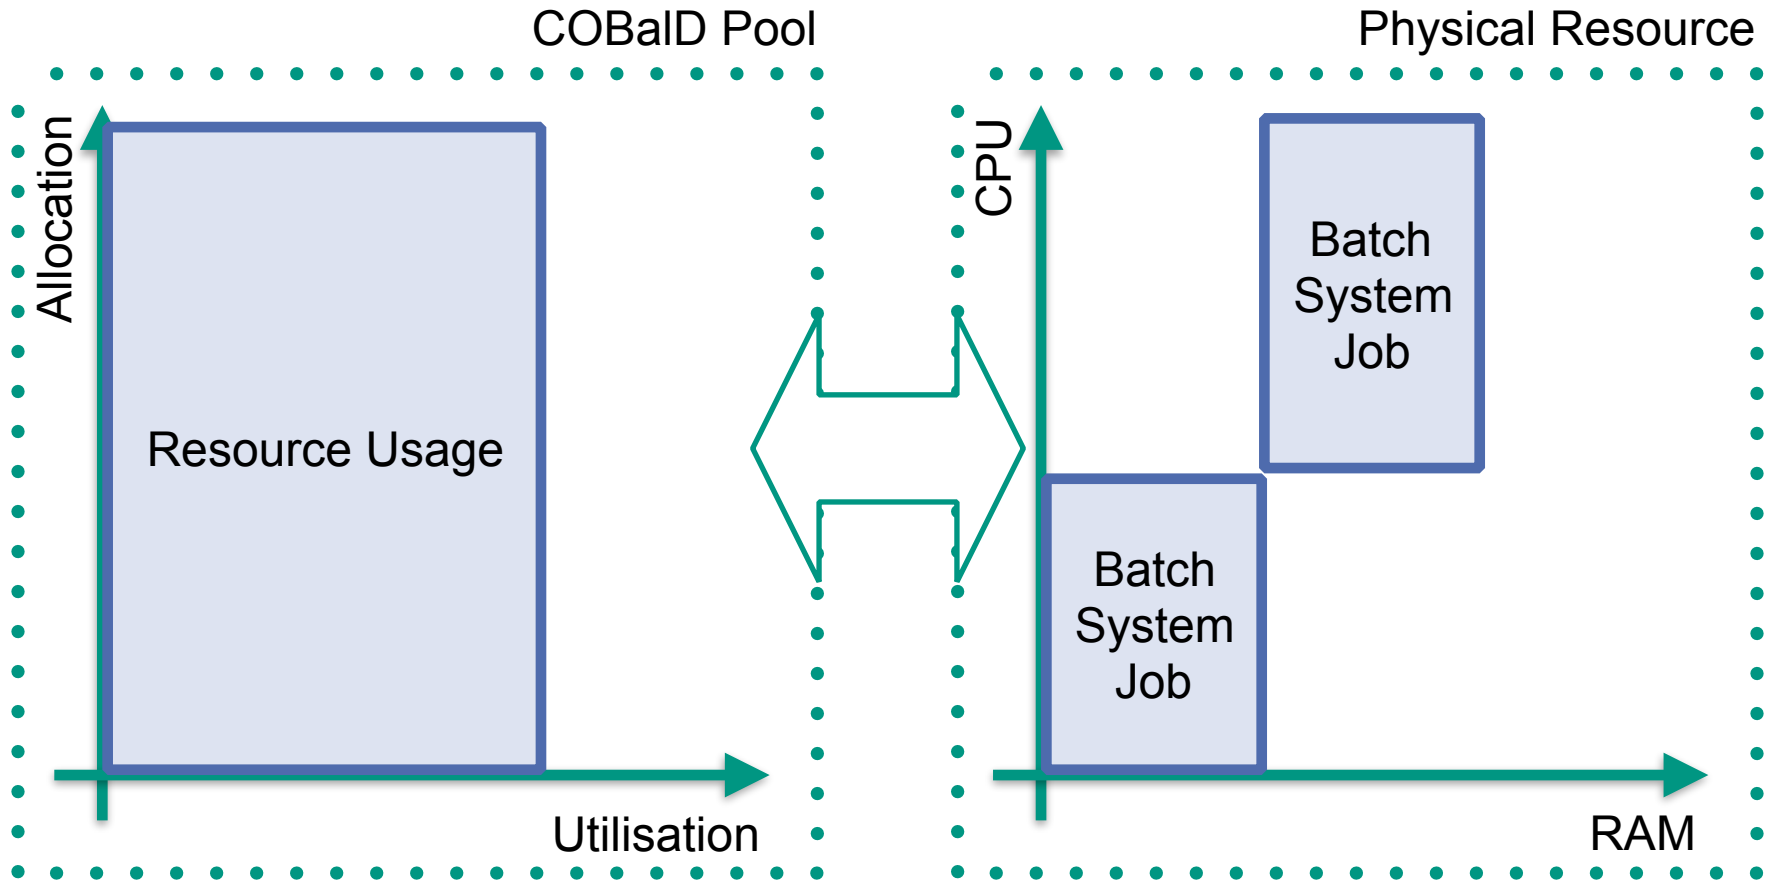 COBalD Pool
Allocation
Resource Usage
Utilisation
Physical Resource
CPU
Batch
System
Job
Batch
System
Job
RAM